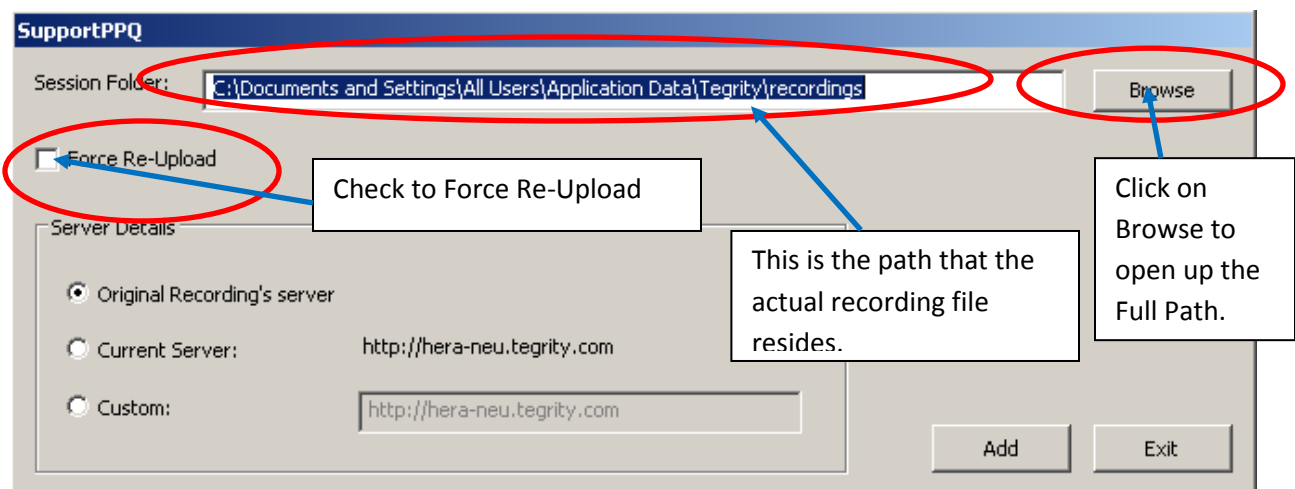 SupportPPQ
Session Folder: C:\Documents and Settings\All Users\Application Data\Tegrity\recordings Browse
Force Re-Upload
Check to Force Re-Upload
Click on
Browse to
open up the
Full Path.
This is the path that the
actual recording file
resides.
Server Details
Original Recording's server
Current Server: http://hera-neu.tegrity.com
Custom: http://hera-neu.tegrity.com
Add Exit